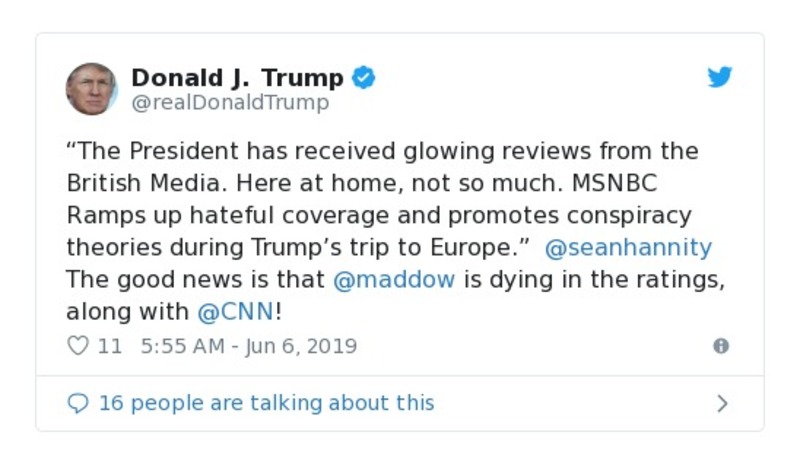 Donald J. Trump
@realDonaldTrump
“The President has received glowing reviews from the
British Media. Here at home, not so much. MSNBC
Ramps up hateful coverage and promotes conspiracy
theories during Trump’s trip to Europe.”  @seanhannity
The good news is that @maddow is dying in the ratings,
along with @CNN!
11 5:55 AM - Jun 6, 2019
16 people are talking about this